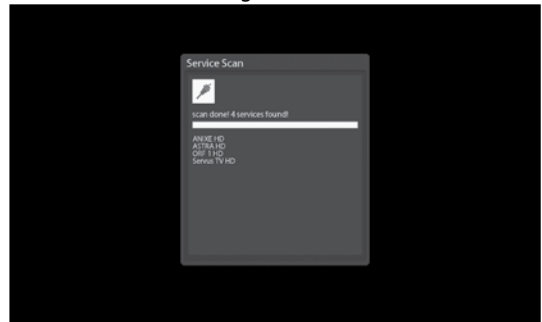 Service Scan
scan done! 4 services found!
ANIXE HD
ASTRA HD
ORF 1 HD
Servus TV HD